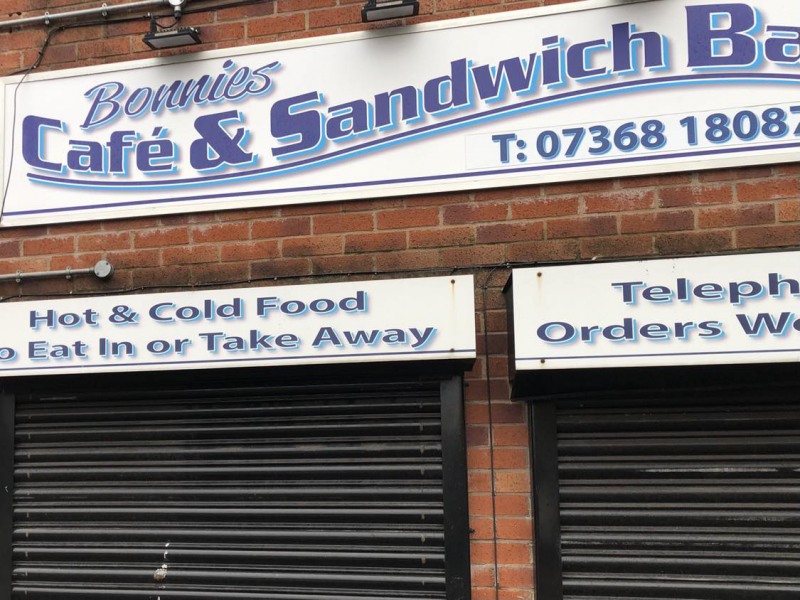 Bonnies
Café & Sandwich Ba
T: 07368 18087
Hot & Cold Food
o Eat In or Take Away
Teleph
Orders We